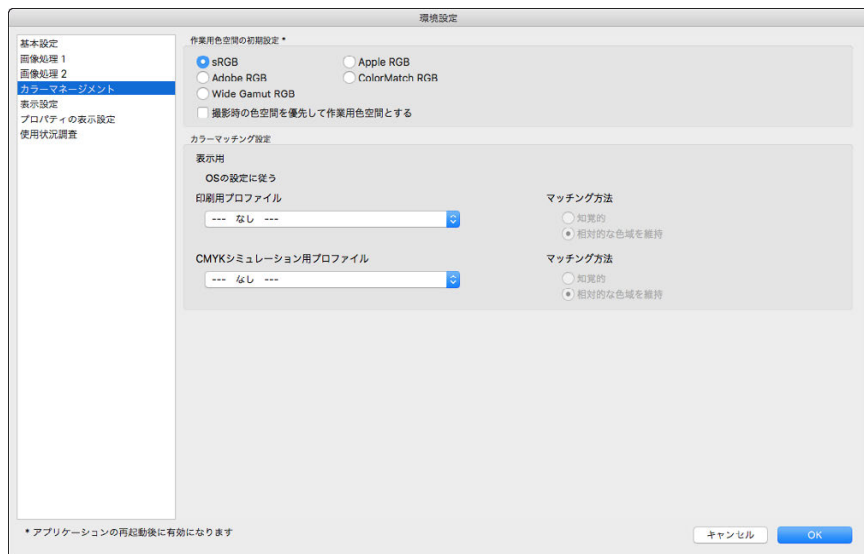 環境設定
基本設定
画像処理 1
画像処理 2
カラーマネージメント
表示設定
プロパティの表示設定
使用状況調査
作業用色空間の初期設定 *
sRGB
Apple RGB
Adobe RGB
ColorMatch RGB
Wide Gamut RGB
撮影時の色空間を優先して作業用色空間とする
カラーマッチング設定
表示用
OSの設定に従う
印刷用プロファイル
マッチング方法
--- なし ---
知覚的
相対的な色域を維持
CMYKシミュレーション用プロファイル
マッチング方法
--- なし ---
知覚的
相対的な色域を維持
* アプリケーションの再起動後に有効になります
キャンセル
OK